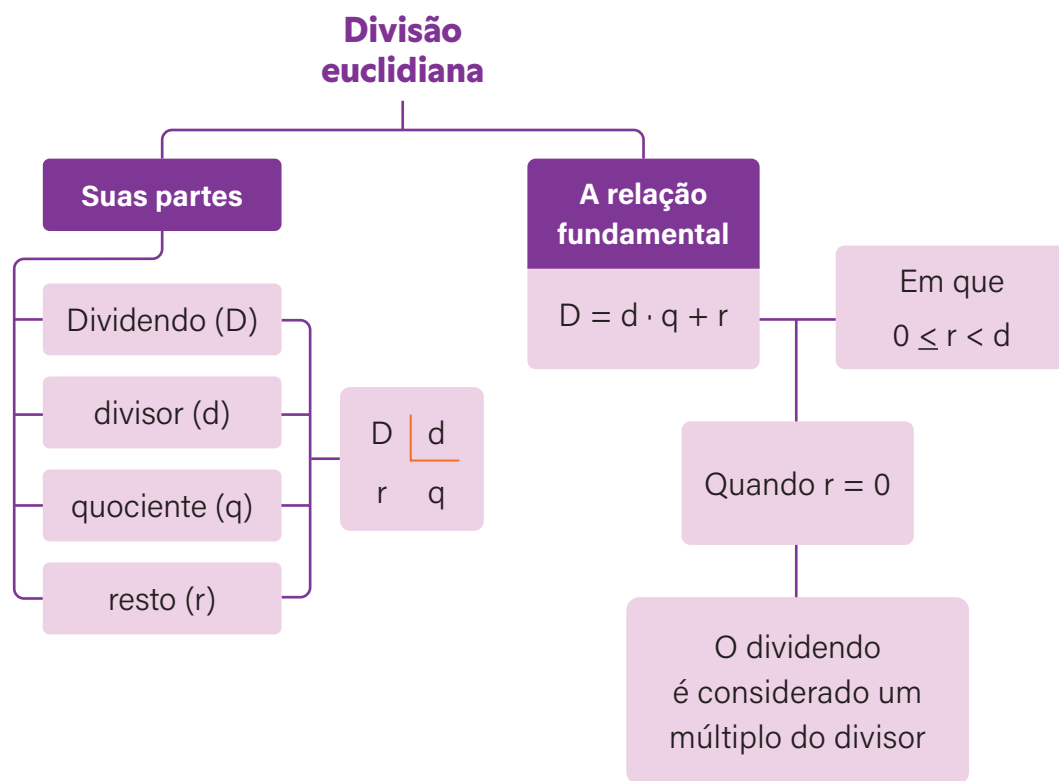 Divisão
euclidiana
Suas partes
Dividendo (D)
divisor (d)
quociente (q)
resto (r)
D d
r q
A relação
fundamental
D = d · q + r
Em que
0 ≤ r < d
Quando r = 0
O dividendo
é considerado um
múltiplo do divisor